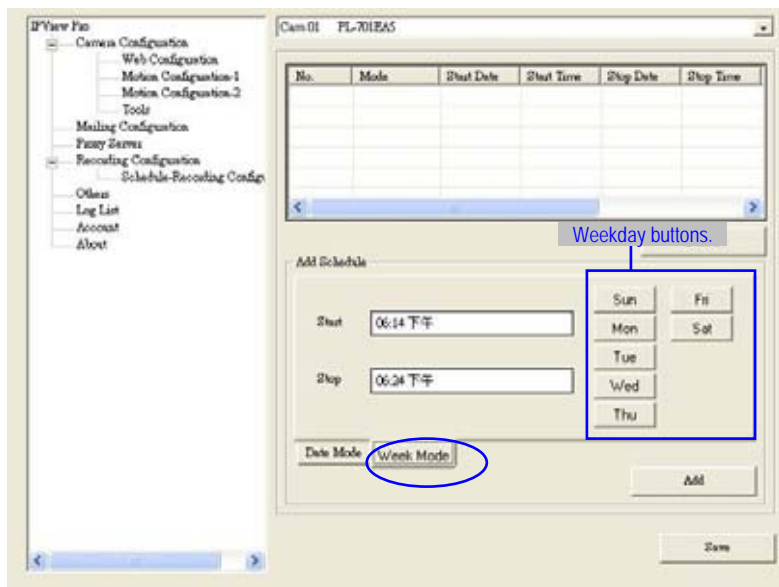 IPView Pro
Camera Configuration
Web Configuration
Motion Configuration-1
Motion Configuration-2
Tools
Mailing Configuration
Proxy Server
Recording Configuration
Schedule-Recording Configu
Others
Log List
Account
About
Cam 01 PL-701EA5
No. Mode Start Date Start Time Stop Date Stop Time
Weekday buttons.
Add Schedule
Start 06:14 下午
Stop 06:24 下午
Sun Fri
Mon Sat
Tue
Wed
Thu
Date Mode Week Mode
Add
Save